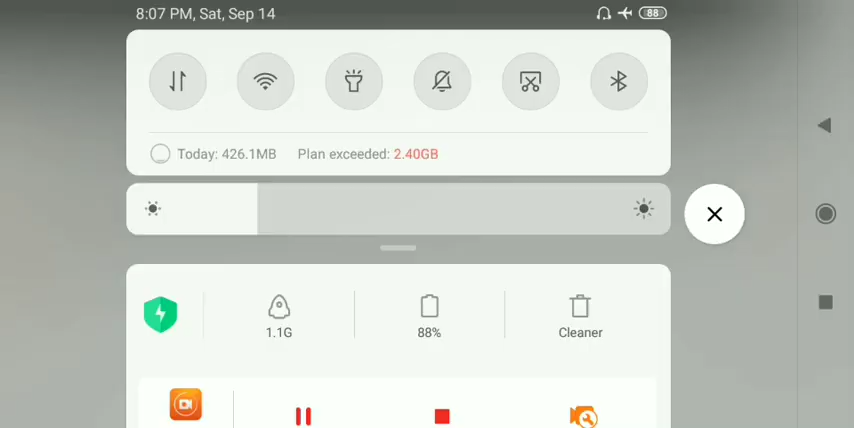 8:07 PM, Sat, Sep 14
88
Today: 426.1MB Plan exceeded: 2.40GB
1.1G
88%
Cleaner